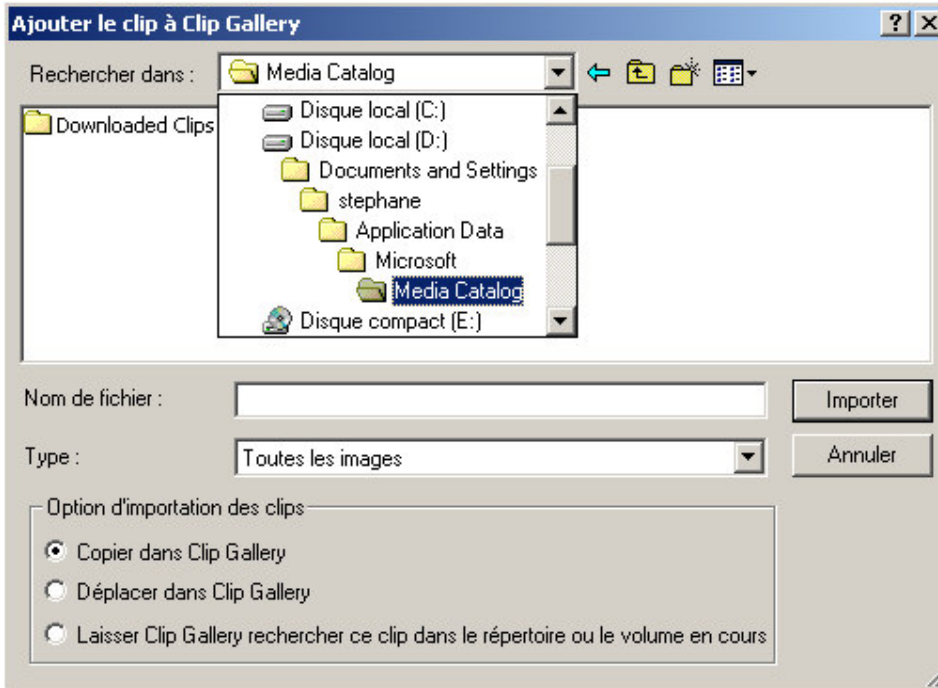 Ajouter le clip à Clip Gallery
Rechercher dans :
Media Catalog
Downloaded Clips
Disque local (C:)
Disque local (D:)
Documents and Settings
stephane
Application Data
Microsoft
Media Catalog
Disque compact (E:)
Nom de fichier :
Importer
Type :
Toutes les images
Annuler
Option d'importation des clips
Copier dans Clip Gallery
Déplacer dans Clip Gallery
Laisser Clip Gallery rechercher ce clip dans le répertoire ou le volume en cours